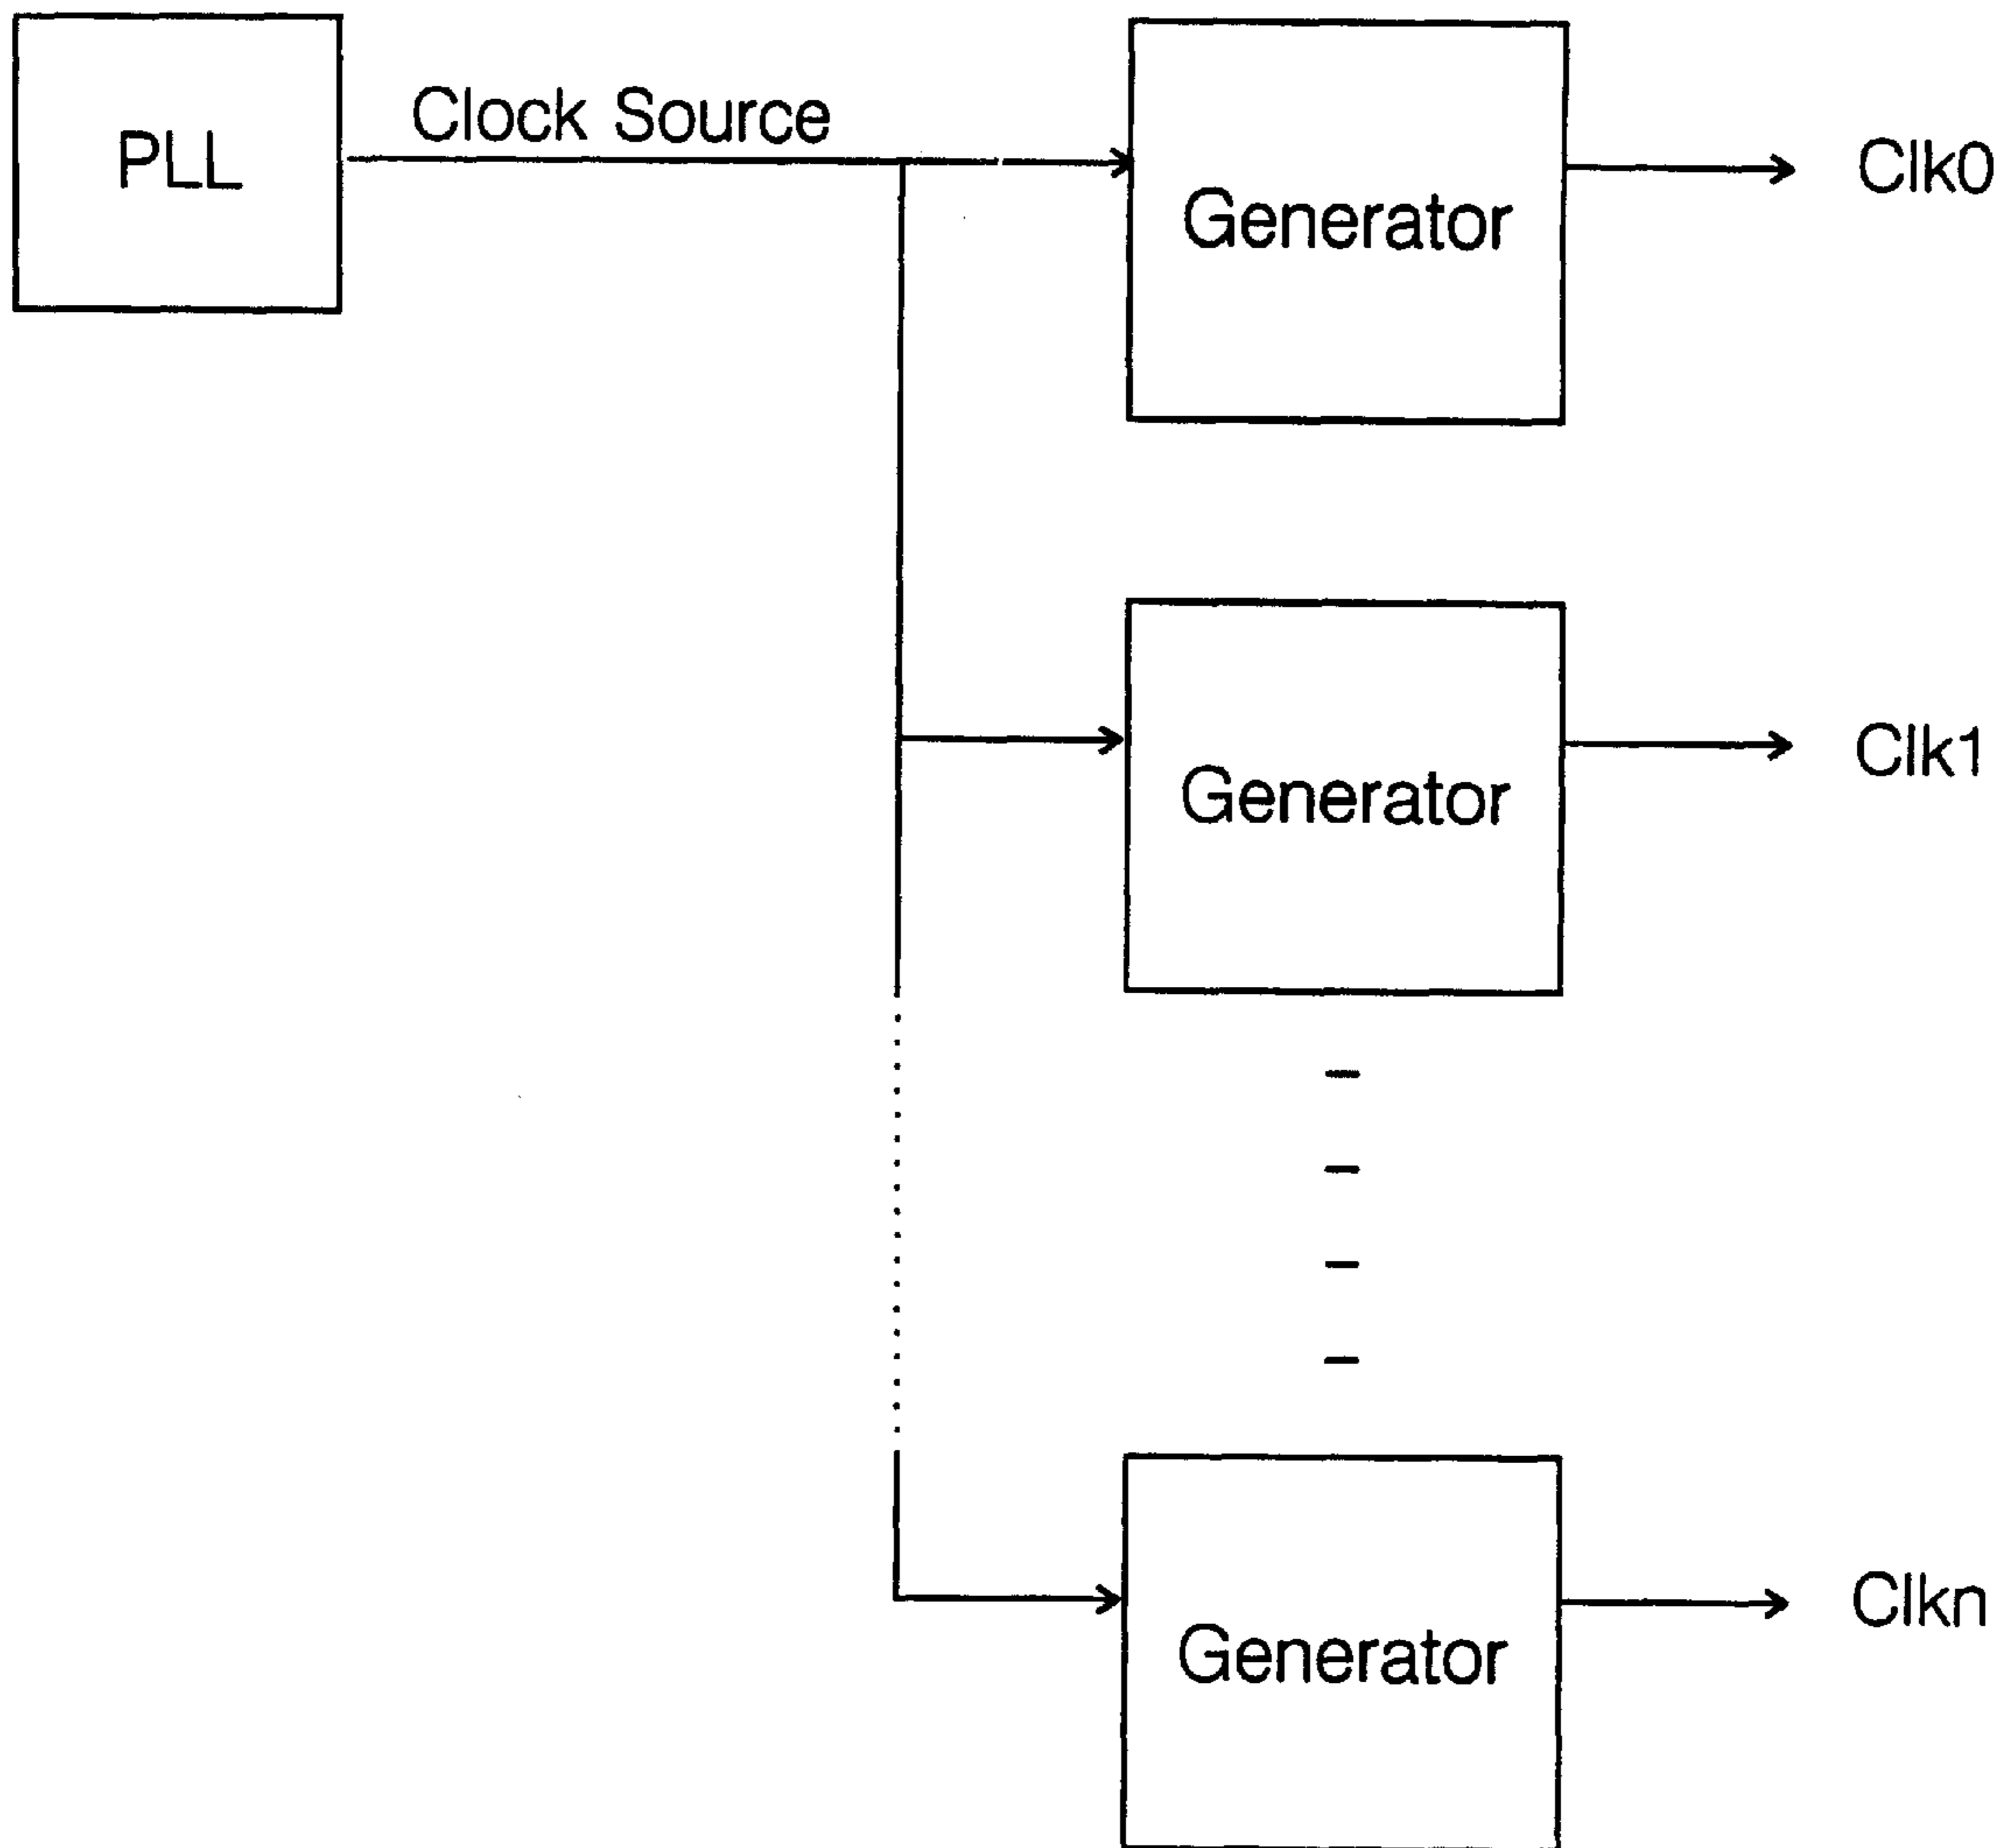 PLL
Clock Source
Generator
Clk0
Generator
Clk1
Generator
Clkn